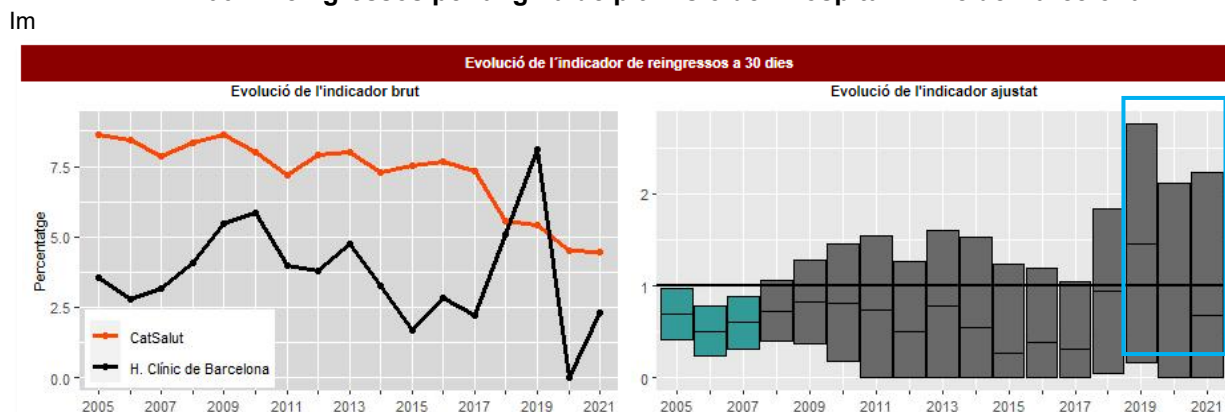 Im
Evolució de l´indicador de reingressos a 30 dies
Evolució de l'indicador brut
Percentatge
7.5
5.0
2.5
0.0
CatSalut
H. Clínic de Barcelona
2005 2007 2009 2011 2013 2015 2017 2019 2021
Evolució de l'indicador ajustat
2
1
0
2005 2007 2009 2011 2013 2015 2017 2019 2021